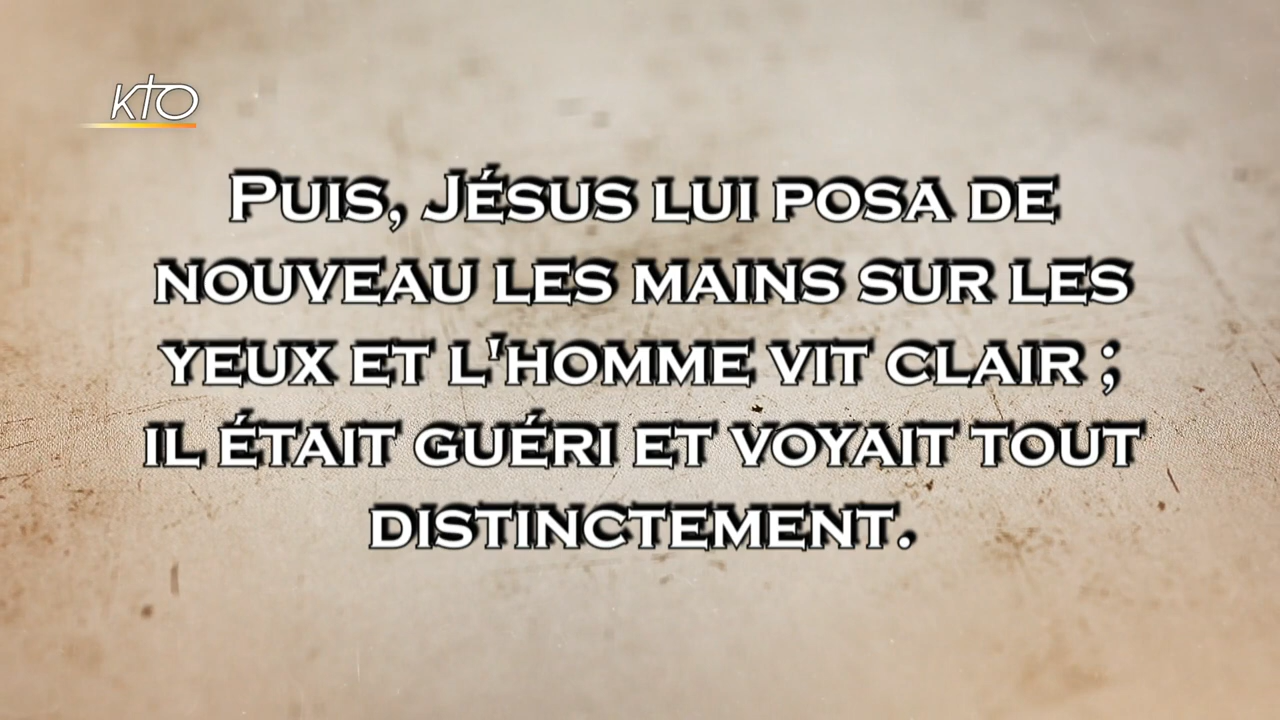 KTO
Puis, Jésus lui posa de
nouveau les mains sur les
yeux et l'homme vit clair ;
il était guéri et voyait tout
distinctement.